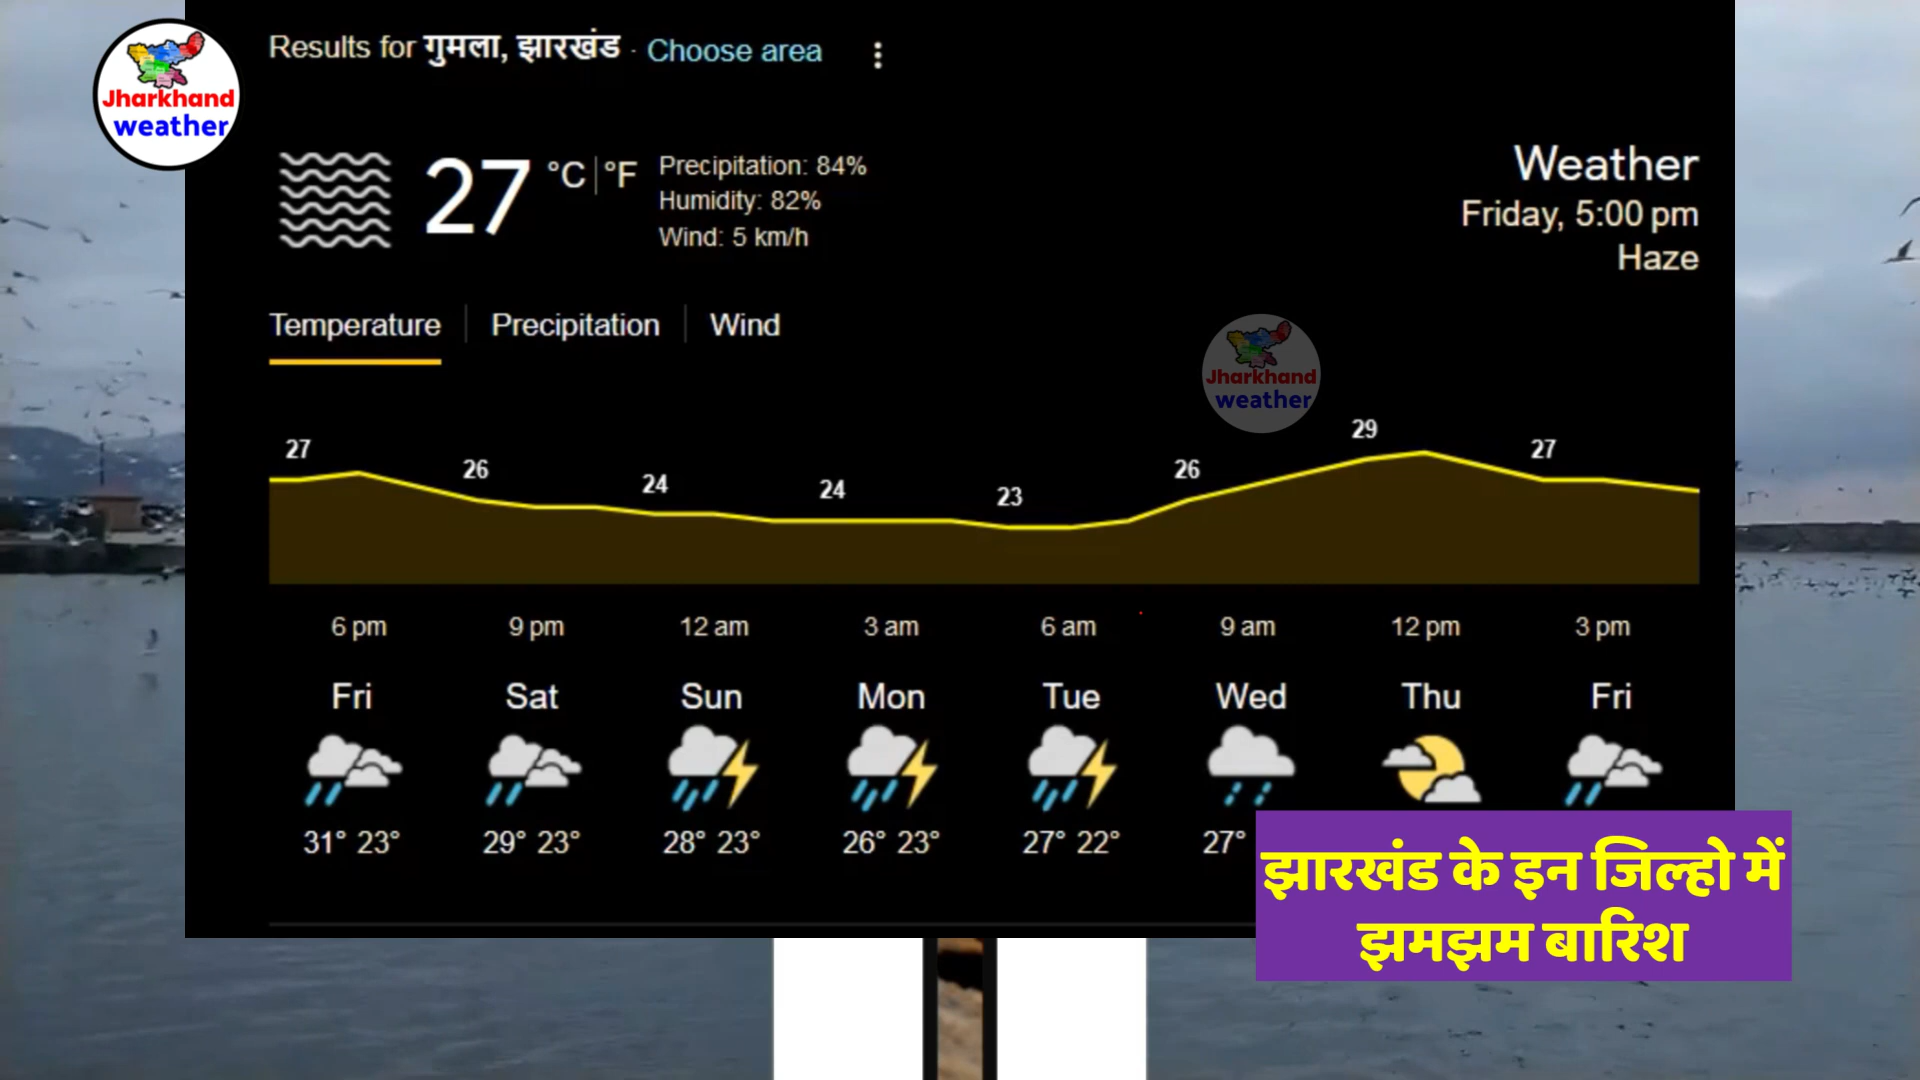 Jharkhand
weather
Results for गुमला, झारखंड · Choose area
27 °C | °F
Precipitation: 84%
Humidity: 82%
Wind: 5 km/h
Weather
Friday, 5:00 pm
Haze
Temperature Precipitation Wind
Jharkhand
weather
27 26 24 24 23 26 29 27
6 pm 9 pm 12 am 3 am 6 am 9 am 12 pm 3 pm
Fri Sat Sun Mon Tue Wed Thu Fri
31° 23° 29° 23° 28° 23° 26° 23° 27° 22° 27°
झारखंड के इन जिल्हो में
झमझम बारिश